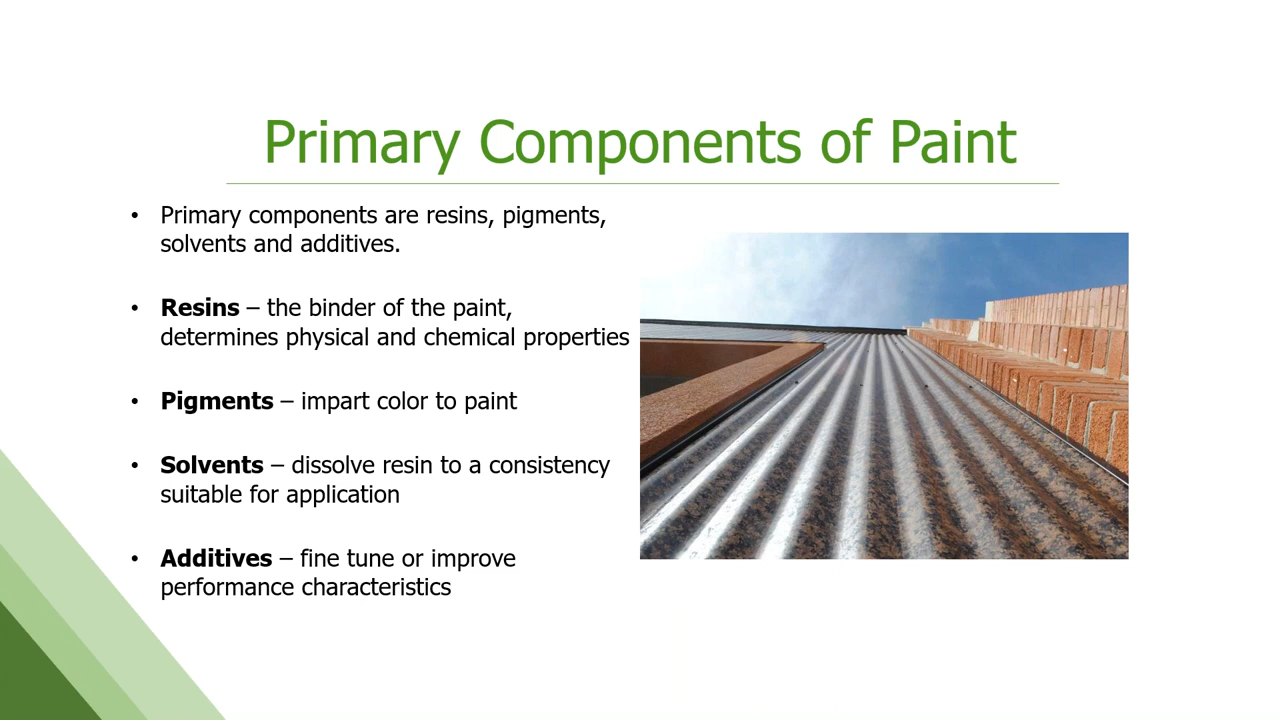 Primary Components of Paint
• Primary components are resins, pigments,
solvents and additives.
• Resins – the binder of the paint,
determines physical and chemical properties
• Pigments – impart color to paint
• Solvents – dissolve resin to a consistency
suitable for application
• Additives – fine tune or improve
performance characteristics